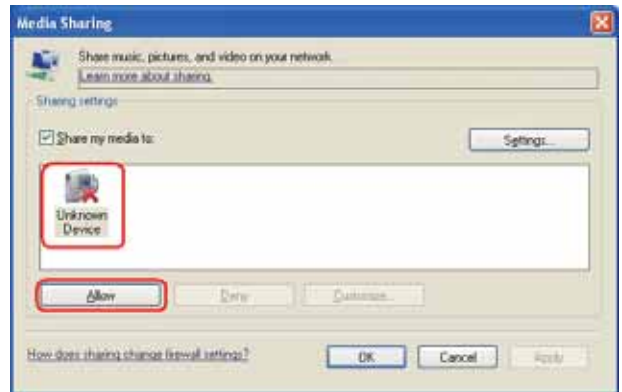 Media Sharing
Share music, pictures, and video on your network.
Learn more about sharing.
Sharing settings
Share my media to:
Settings...
Unknown
Device
Allow
Deny
Customize...
How does sharing change firewall settings?
OK
Cancel
Apply